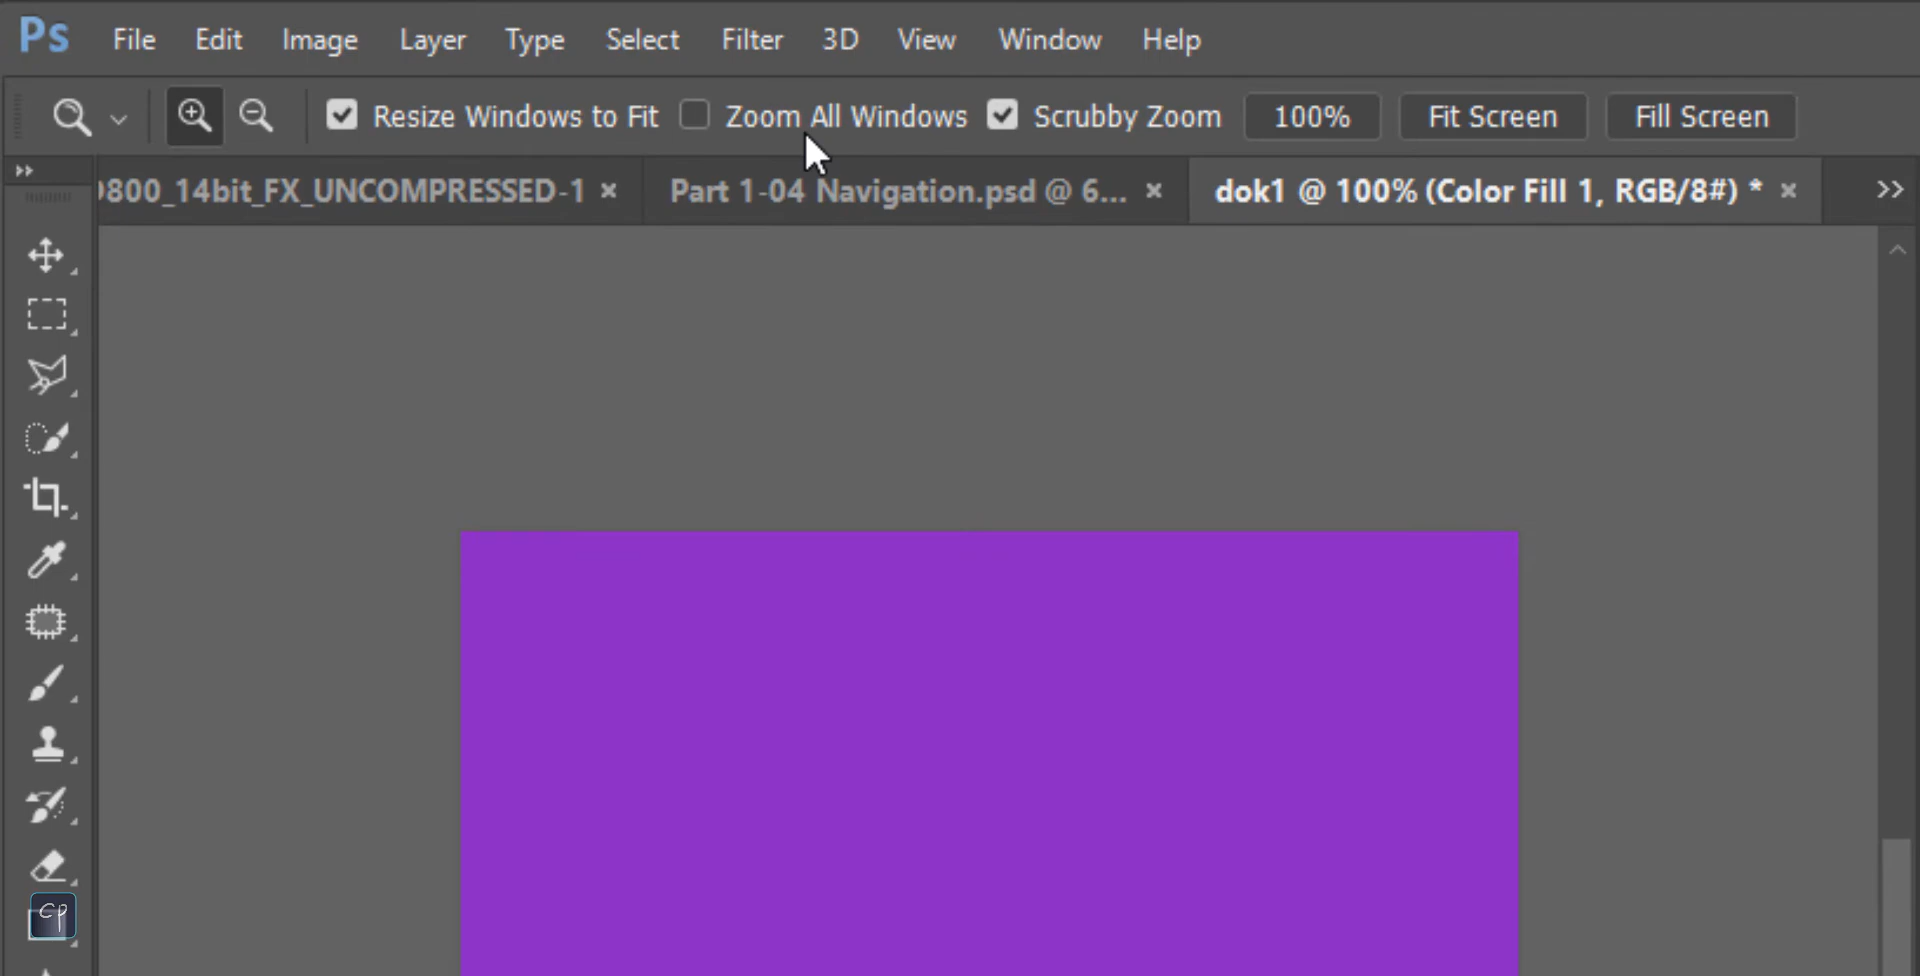 Ps File Edit Image Layer Type Select Filter 3D View Window Help
Resize Windows to Fit Zoom All Windows Scrubby Zoom 100% Fit Screen Fill Screen
9800_14bit_FX_UNCOMPRESSED-1 × Part 1-04 Navigation.psd @ 6... × dok1 @ 100% (Color Fill 1, RGB/8#) * ×
CP